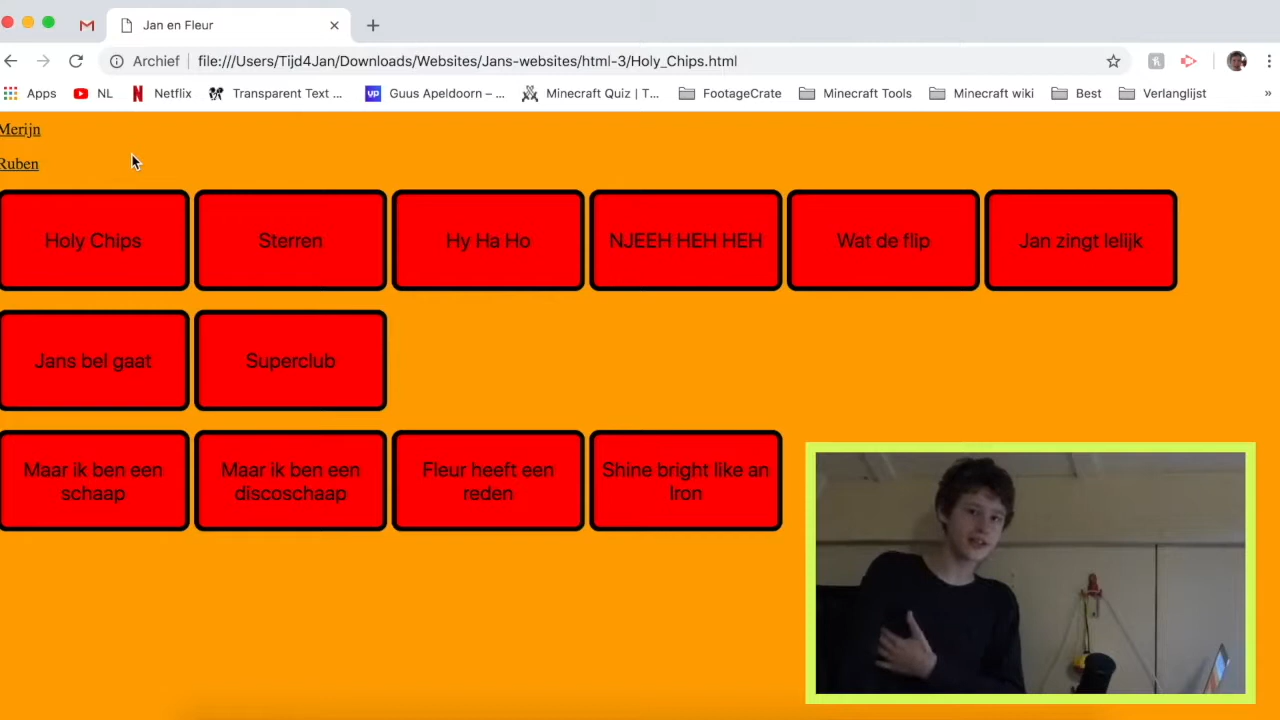 Jan en Fleur
Archief file:///Users/Tijd4Jan/Downloads/Websites/Jans-websites/html-3/Holy_Chips.html
Apps NL Netflix Transparent Text ... Guus Apeldoorn – ... Minecraft Quiz | T... FootageCrate Minecraft Tools Minecraft wiki Best Verlanglijst »
Merijn
Ruben
Holy Chips
Sterren
Hy Ha Ho
NJEEH HEH HEH
Wat de flip
Jan zingt lelijk
Jans bel gaat
Superclub
Maar ik ben een
schaap
Maar ik ben een
discoschaap
Fleur heeft een
reden
Shine bright like an
Iron